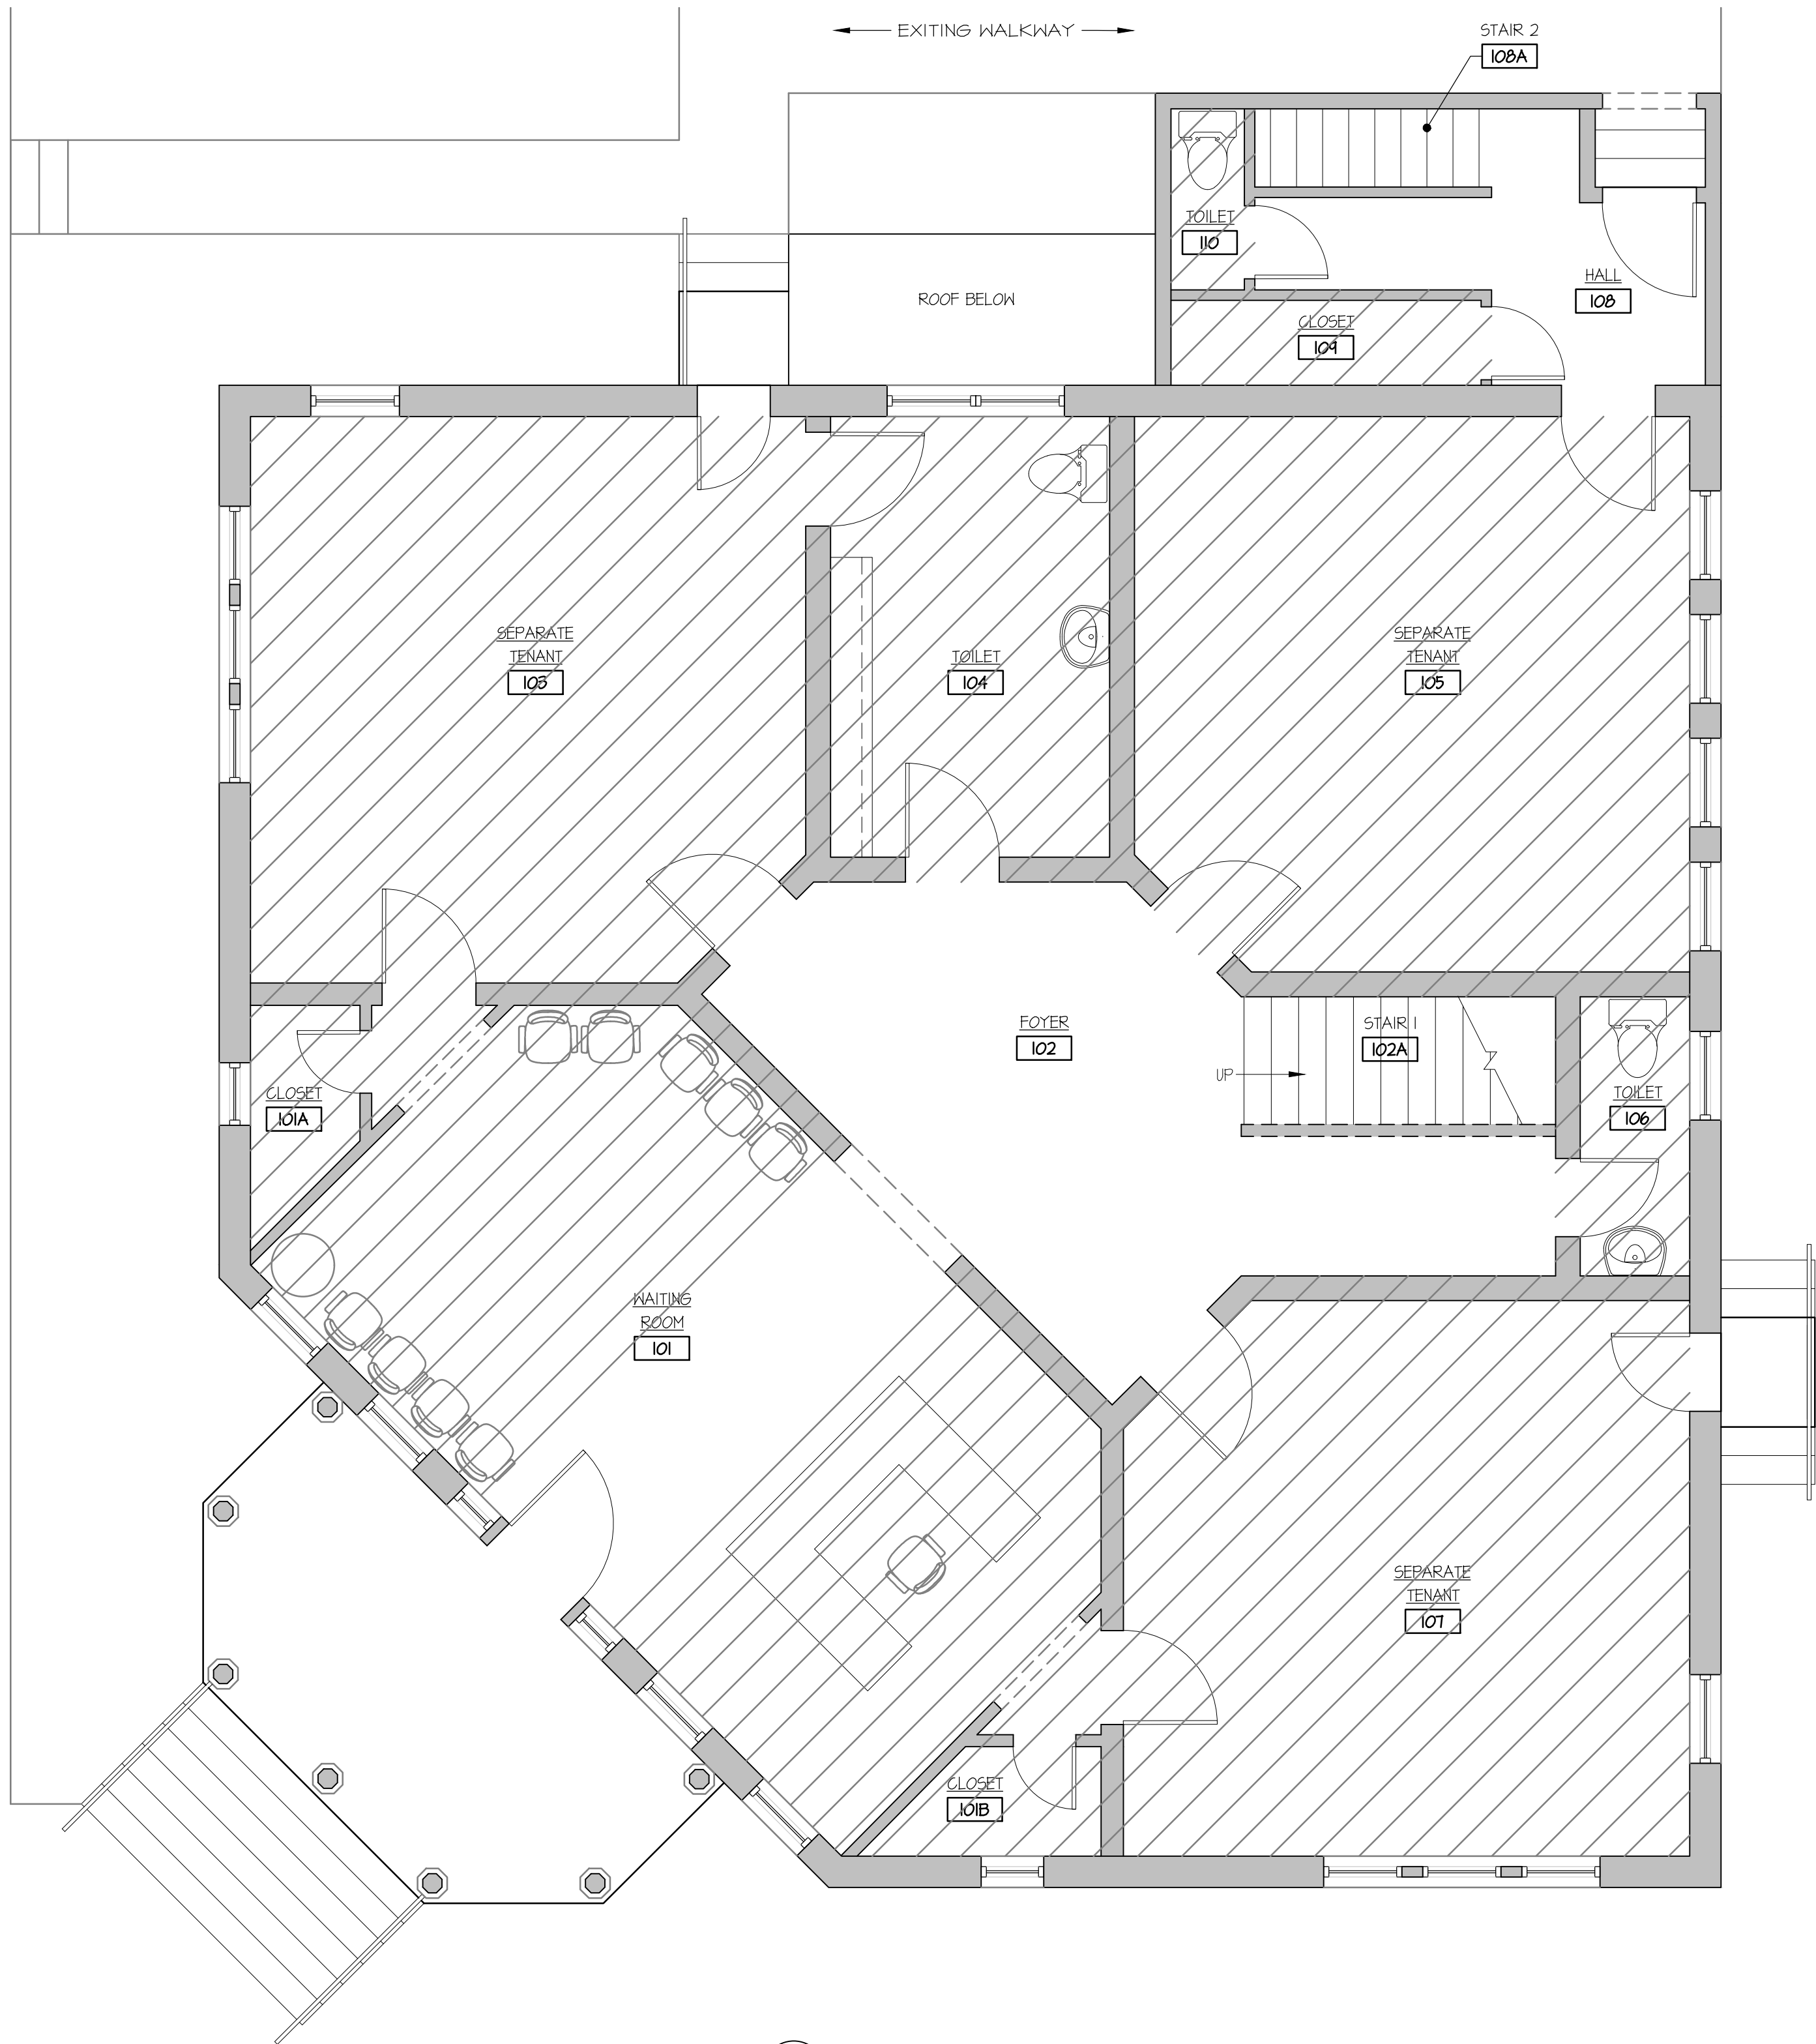 EXITING WALKWAY
STAIR 2
108A
TOILET
110
HALL
108
ROOF BELOW
CLOSET
109
SEPARATE
TENANT
103
TOILET
104
SEPARATE
TENANT
105
FOYER
102
STAIR 1
102A
UP
CLOSET
101A
TOILET
106
WAITING
ROOM
101
SEPARATE
TENANT
107
CLOSET
101B